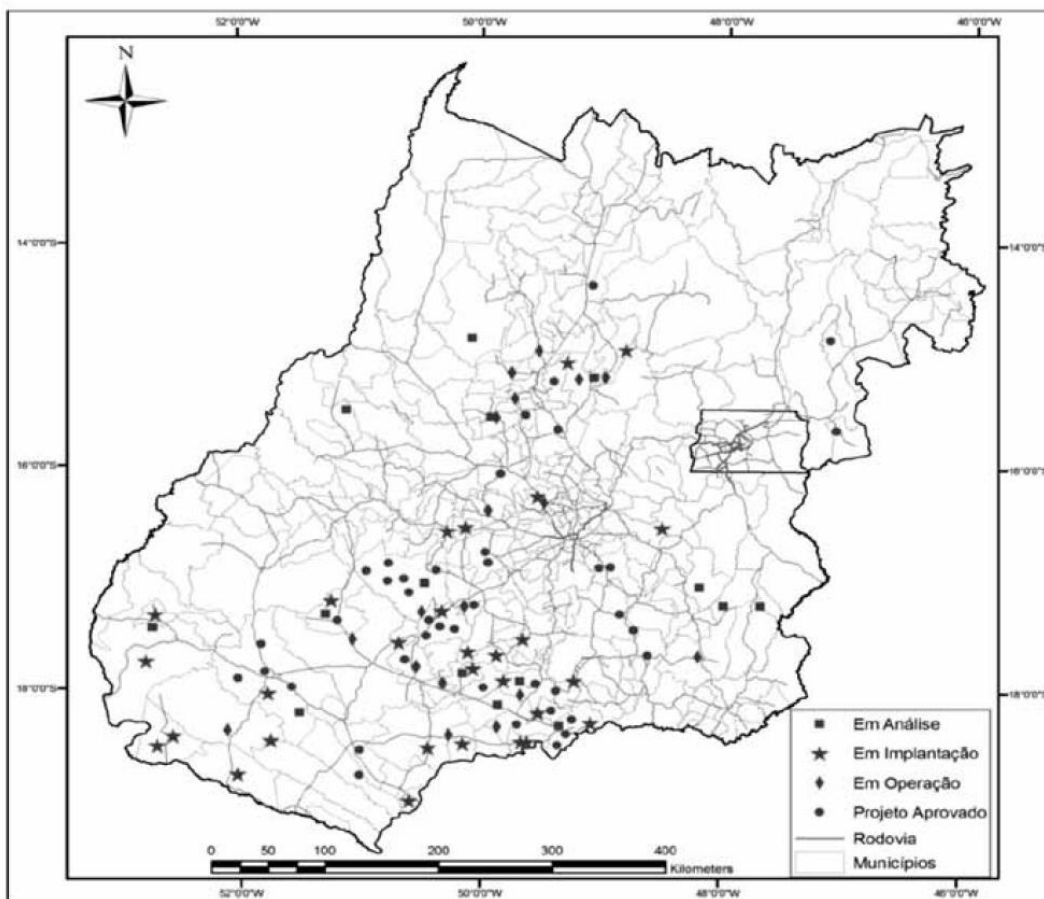 52°0'0"W 50°0'0"W 48°0'0"W 46°0'0"W
N
14°0'0"S 14°0'0"S
16°0'0"S 16°0'0"S
18°0'0"S 18°0'0"S
Em Análise
Em Implantação
Em Operação
Projeto Aprovado
Rodovia
Municípios
0 50 100 200 300 400
Kilometers
52°0'0"W 50°0'0"W 48°0'0"W 46°0'0"W